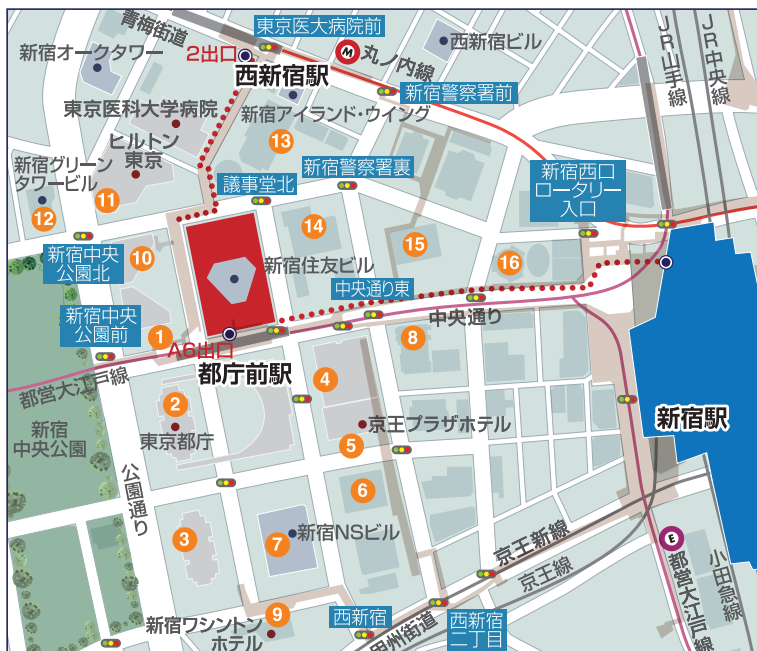 青梅街道
東京医大病院前
西新宿ビル
JR山手線
JR中央線
新宿オークタワー
2出口
M
丸ノ内線
西新宿駅
新宿警察署前
東京医科大学病院
新宿アイランド・ウイング
ヒルトン
東京
13
新宿グリーン
タワービル
新宿警察署裏
新宿西口
ロータリー
入口
議事堂北
11
12
14
15
10
16
新宿中央
公園北
新宿住友ビル
中央通り東
中央通り
新宿中央
公園前
1
A6出口
8
都庁前駅
都営大江戸線
4
2
新宿駅
新宿
中央公園
東京都庁
京王プラザホテル
5
公園通り
6
3
7
新宿NSビル
京王新線
京王線
E
都営大江戸線
小田急線
9
新宿ワシントン
ホテル
西新宿
甲州街道
西新宿
二丁目